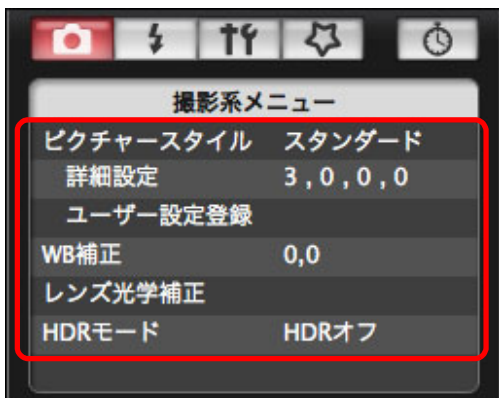 撮影系メニュー
ピクチャースタイル スタンダード
詳細設定 3,0,0,0
ユーザー設定登録
WB補正 0,0
レンズ光学補正
HDRモード HDRオフ